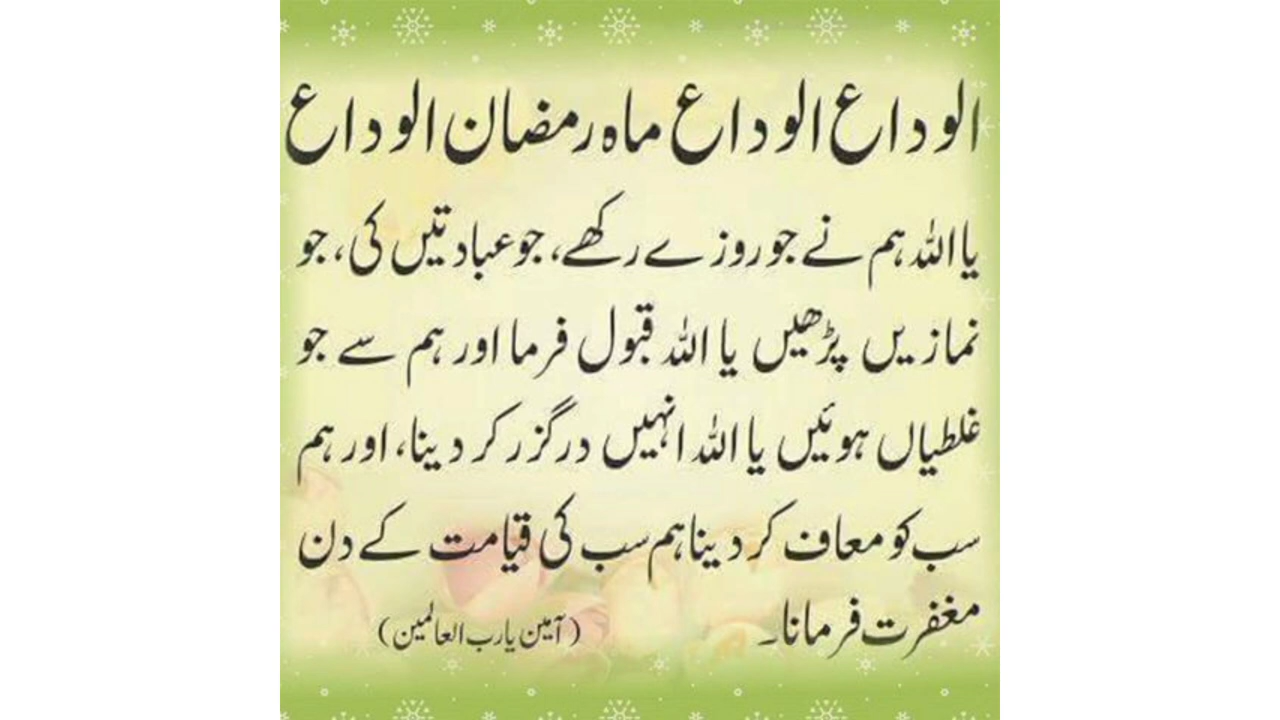 الوداع الوداع ماہ رمضان الوداع
یا اللہ ہم نے جو روزے رکھے، جو عبادتیں کی، جو
نمازیں پڑھیں یا اللہ قبول فرما اور ہم سے جو
غلطیاں ہوئیں یا اللہ انہیں درگزر کر دینا، اور ہم
سب کو معاف کر دینا ہم سب کی قیامت کے دن
مغفرت فرمانا۔ (آمین یارب العالمین)